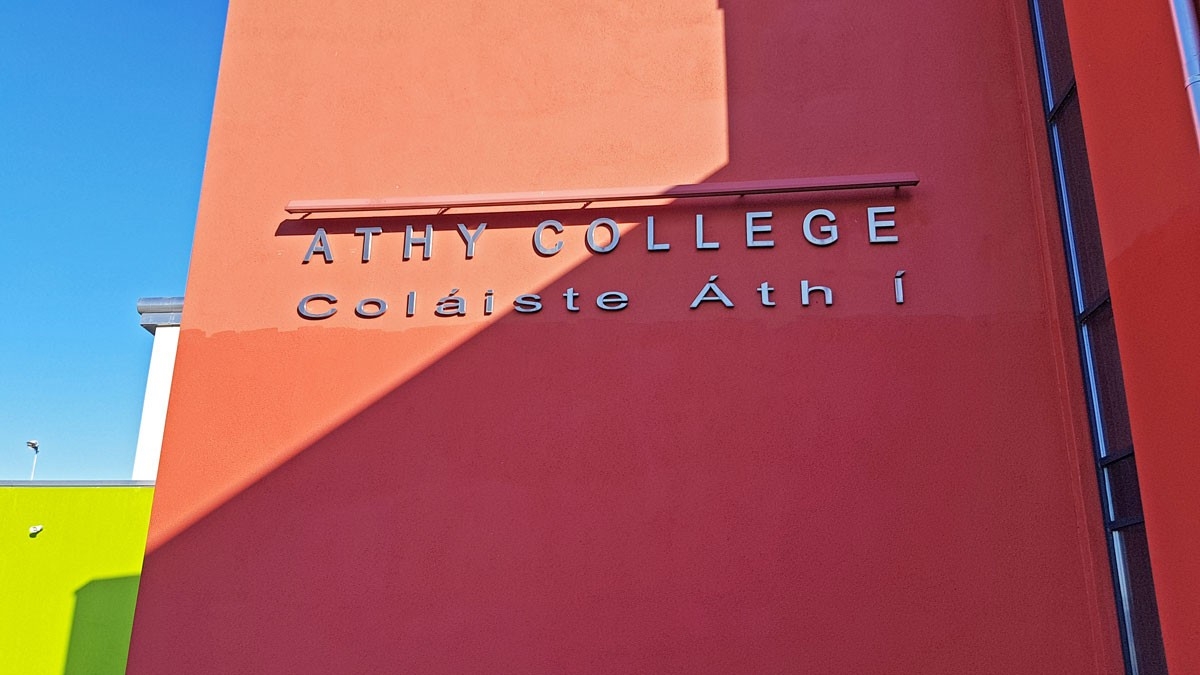 ATHY COLLEGE
Coláiste Áth Í